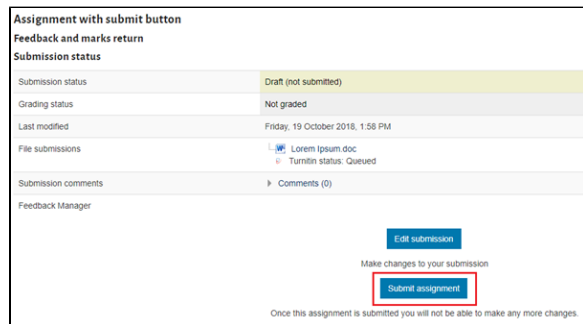 Assignment with submit button
Feedback and marks return
Submission status
Submission status Draft (not submitted)
Grading status Not graded
Last modified Friday, 19 October 2018, 1:58 PM
File submissions Lorem Ipsum.doc
Turnitin status: Queued
Submission comments Comments (0)
Feedback Manager
Edit submission
Make changes to your submission
Submit assignment
Once this assignment is submitted you will not be able to make any more changes.